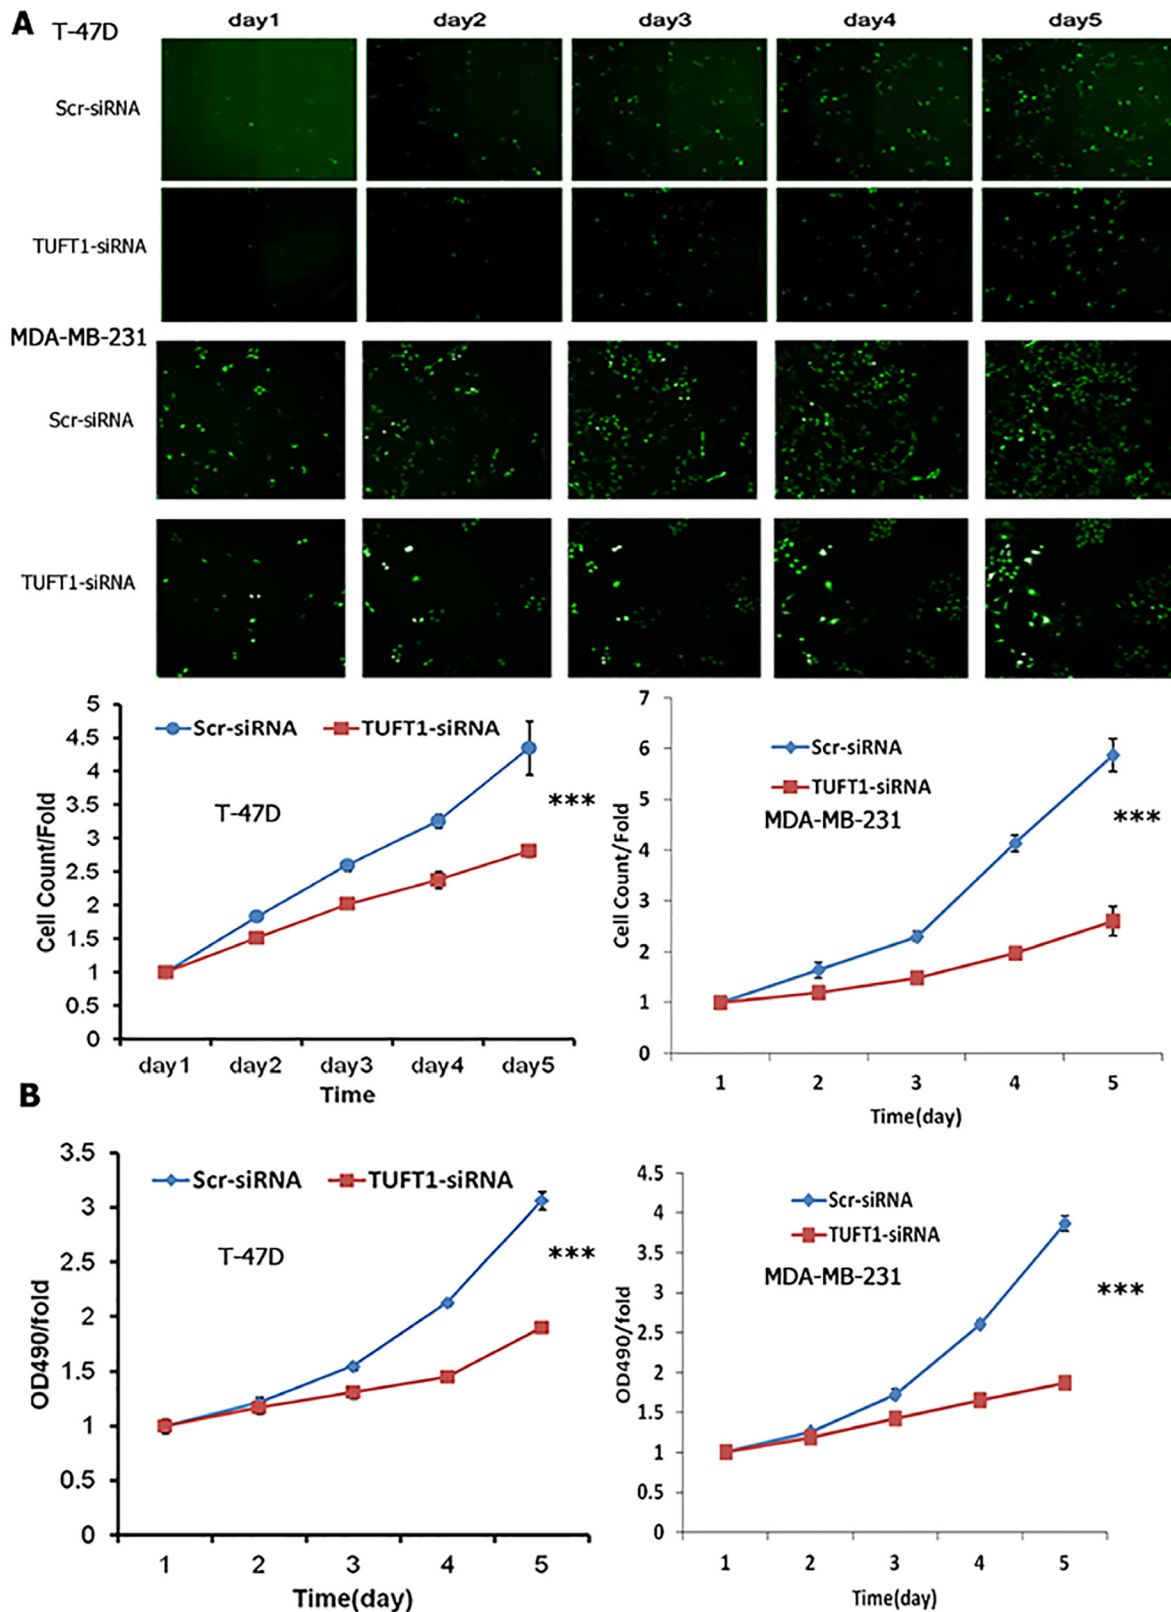 A T-47D day1 day2 day3 day4 day5
Scr-siRNA
TUFT1-siRNA
MDA-MB-231
Scr-siRNA
TUFT1-siRNA
5
4.5
4
3.5
3
2.5
2
1.5
1
0.5
0
Cell Count/Fold
Scr-siRNA TUFT1-siRNA
T-47D
***
day1 day2 day3 day4 day5
Time
7
6
5
4
3
2
1
0
Cell Count/Fold
Scr-siRNA
TUFT1-siRNA
MDA-MB-231
***
1 2 3 4 5
Time(day)
B
3.5
3
2.5
2
1.5
1
0.5
0
OD490/fold
Scr-siRNA TUFT1-siRNA
T-47D
***
1 2 3 4 5
Time(day)
4.5
4
3.5
3
2.5
2
1.5
1
0.5
0
OD490/fold
Scr-siRNA
TUFT1-siRNA
MDA-MB-231
***
1 2 3 4 5
Time(day)